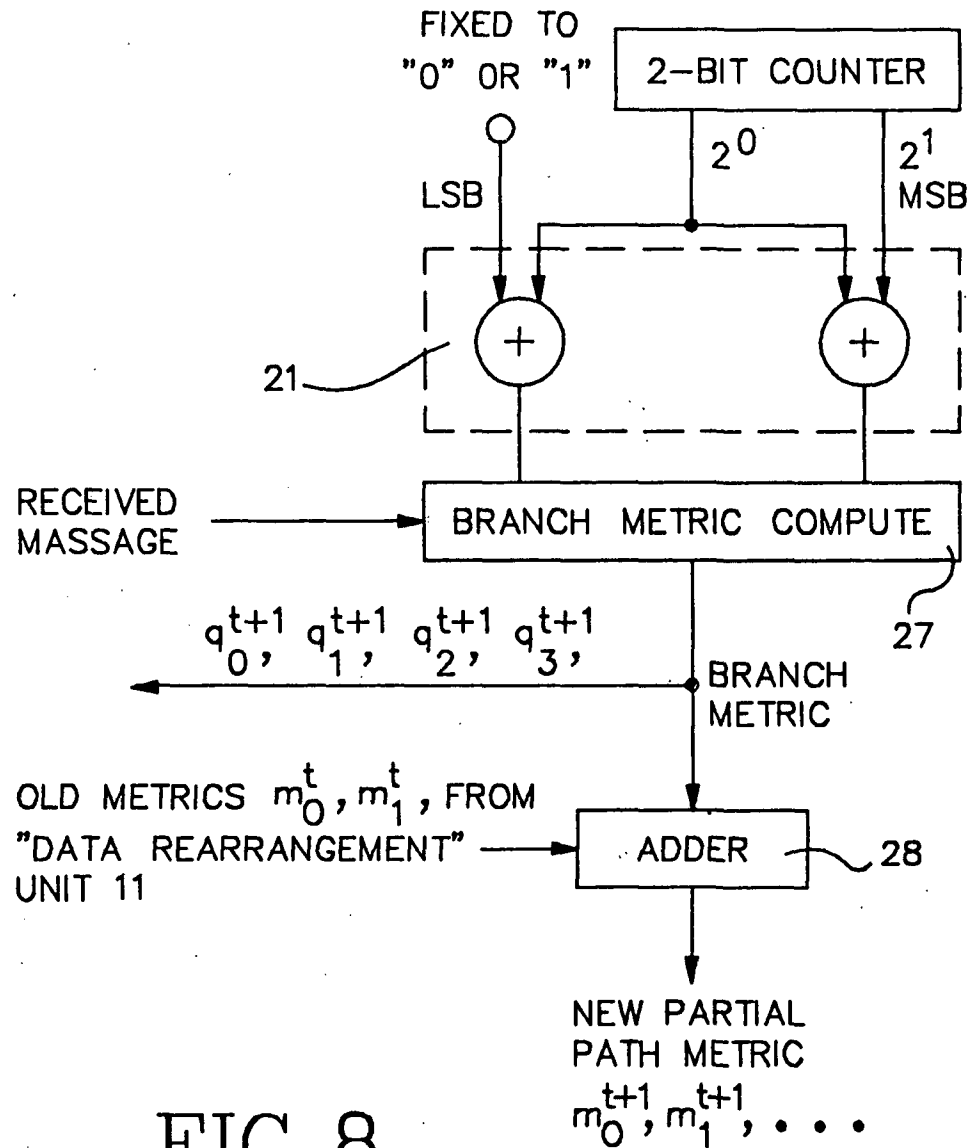 FIXED TO
"0" OR "1"
2-BIT COUNTER
2^0
2^1
LSB
MSB
+
+
21
RECEIVED
MASSAGE
BRANCH METRIC COMPUTE
27
q_0^{t+1}, q_1^{t+1}, q_2^{t+1}, q_3^{t+1},
BRANCH
METRIC
OLD METRICS m_0^t, m_1^t, FROM
"DATA REARRANGEMENT"
UNIT 11
ADDER
28
NEW PARTIAL
PATH METRIC
m_0^{t+1}, m_1^{t+1}, • • •
FIG 8